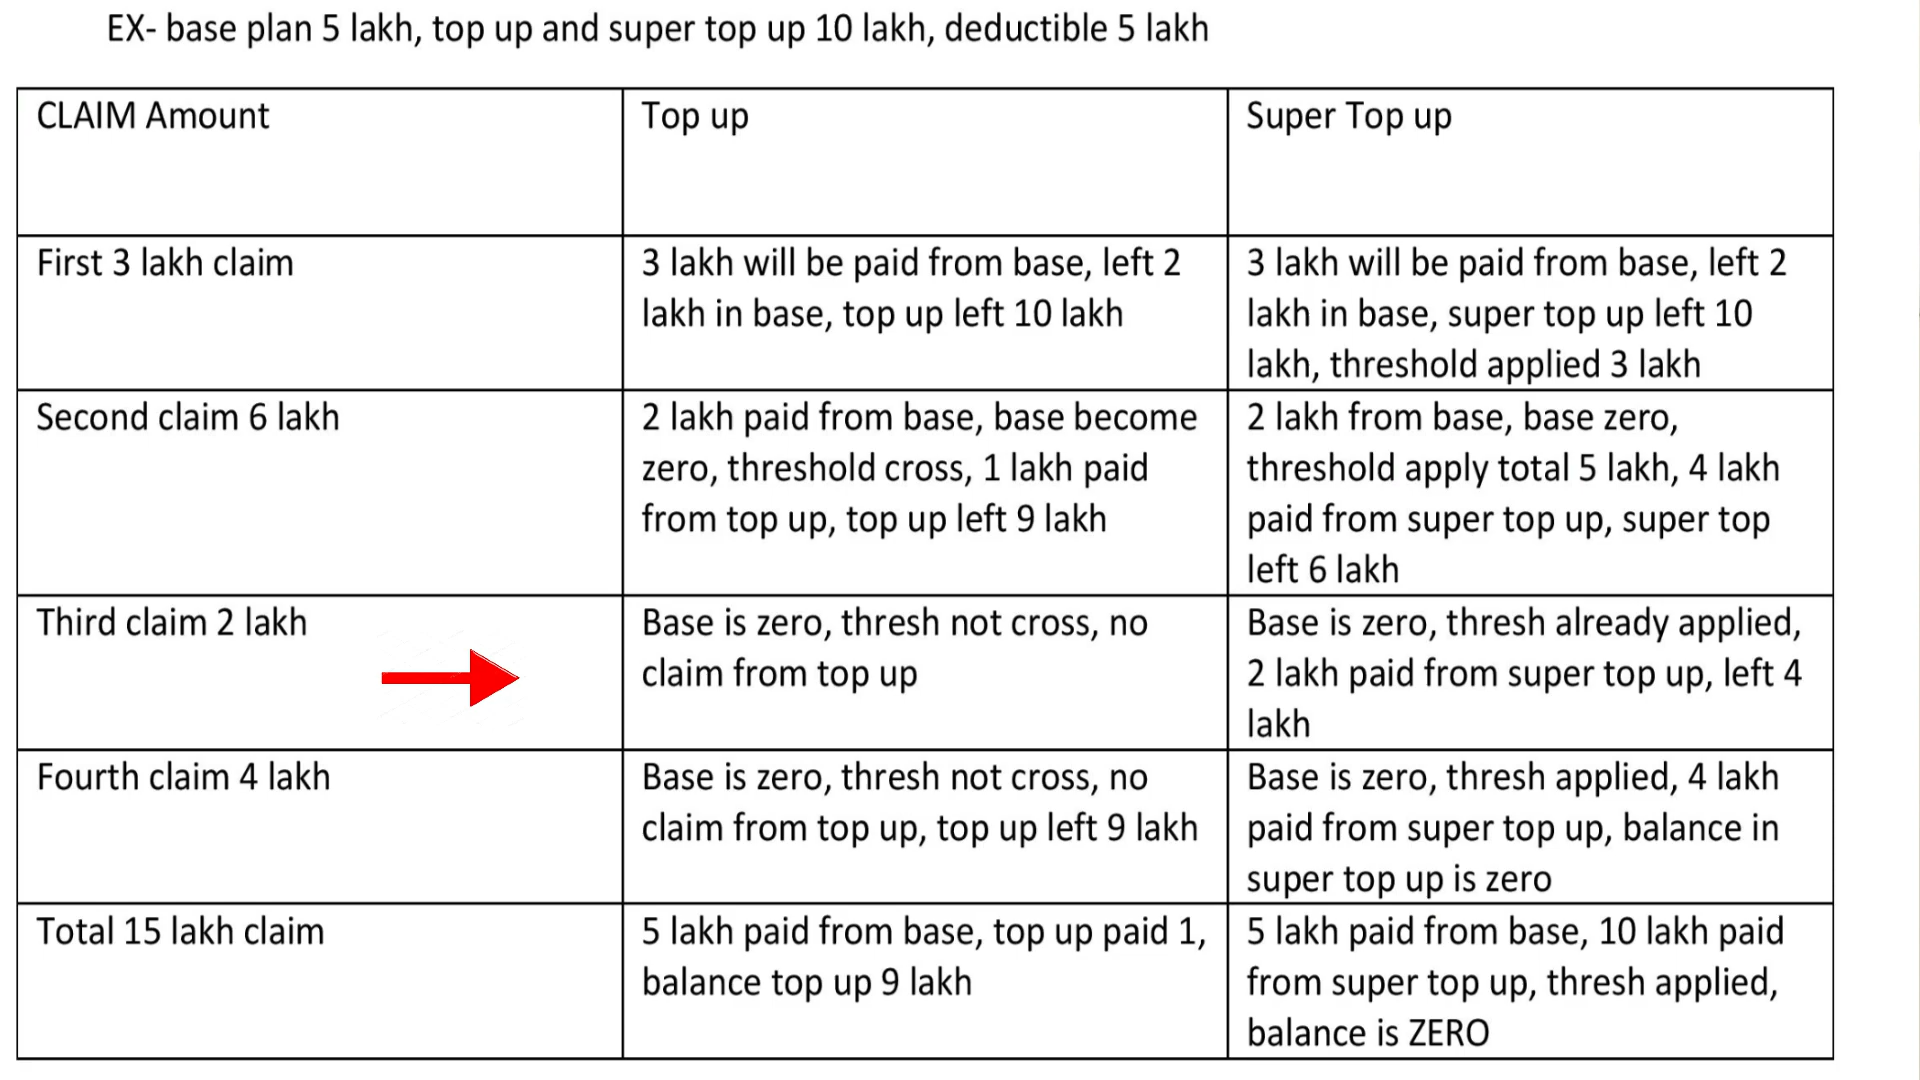 EX- base plan 5 lakh, top up and super top up 10 lakh, deductible 5 lakh
CLAIM Amount
Top up
Super Top up
First 3 lakh claim
3 lakh will be paid from base, left 2
lakh in base, top up left 10 lakh
3 lakh will be paid from base, left 2
lakh in base, super top up left 10
lakh, threshold applied 3 lakh
Second claim 6 lakh
2 lakh paid from base, base become
zero, threshold cross, 1 lakh paid
from top up, top up left 9 lakh
2 lakh from base, base zero,
threshold apply total 5 lakh, 4 lakh
paid from super top up, super top
left 6 lakh
Third claim 2 lakh
Base is zero, thresh not cross, no
claim from top up
Base is zero, thresh already applied,
2 lakh paid from super top up, left 4
lakh
Fourth claim 4 lakh
Base is zero, thresh not cross, no
claim from top up, top up left 9 lakh
Base is zero, thresh applied, 4 lakh
paid from super top up, balance in
super top up is zero
Total 15 lakh claim
5 lakh paid from base, top up paid 1,
balance top up 9 lakh
5 lakh paid from base, 10 lakh paid
from super top up, thresh applied,
balance is ZERO